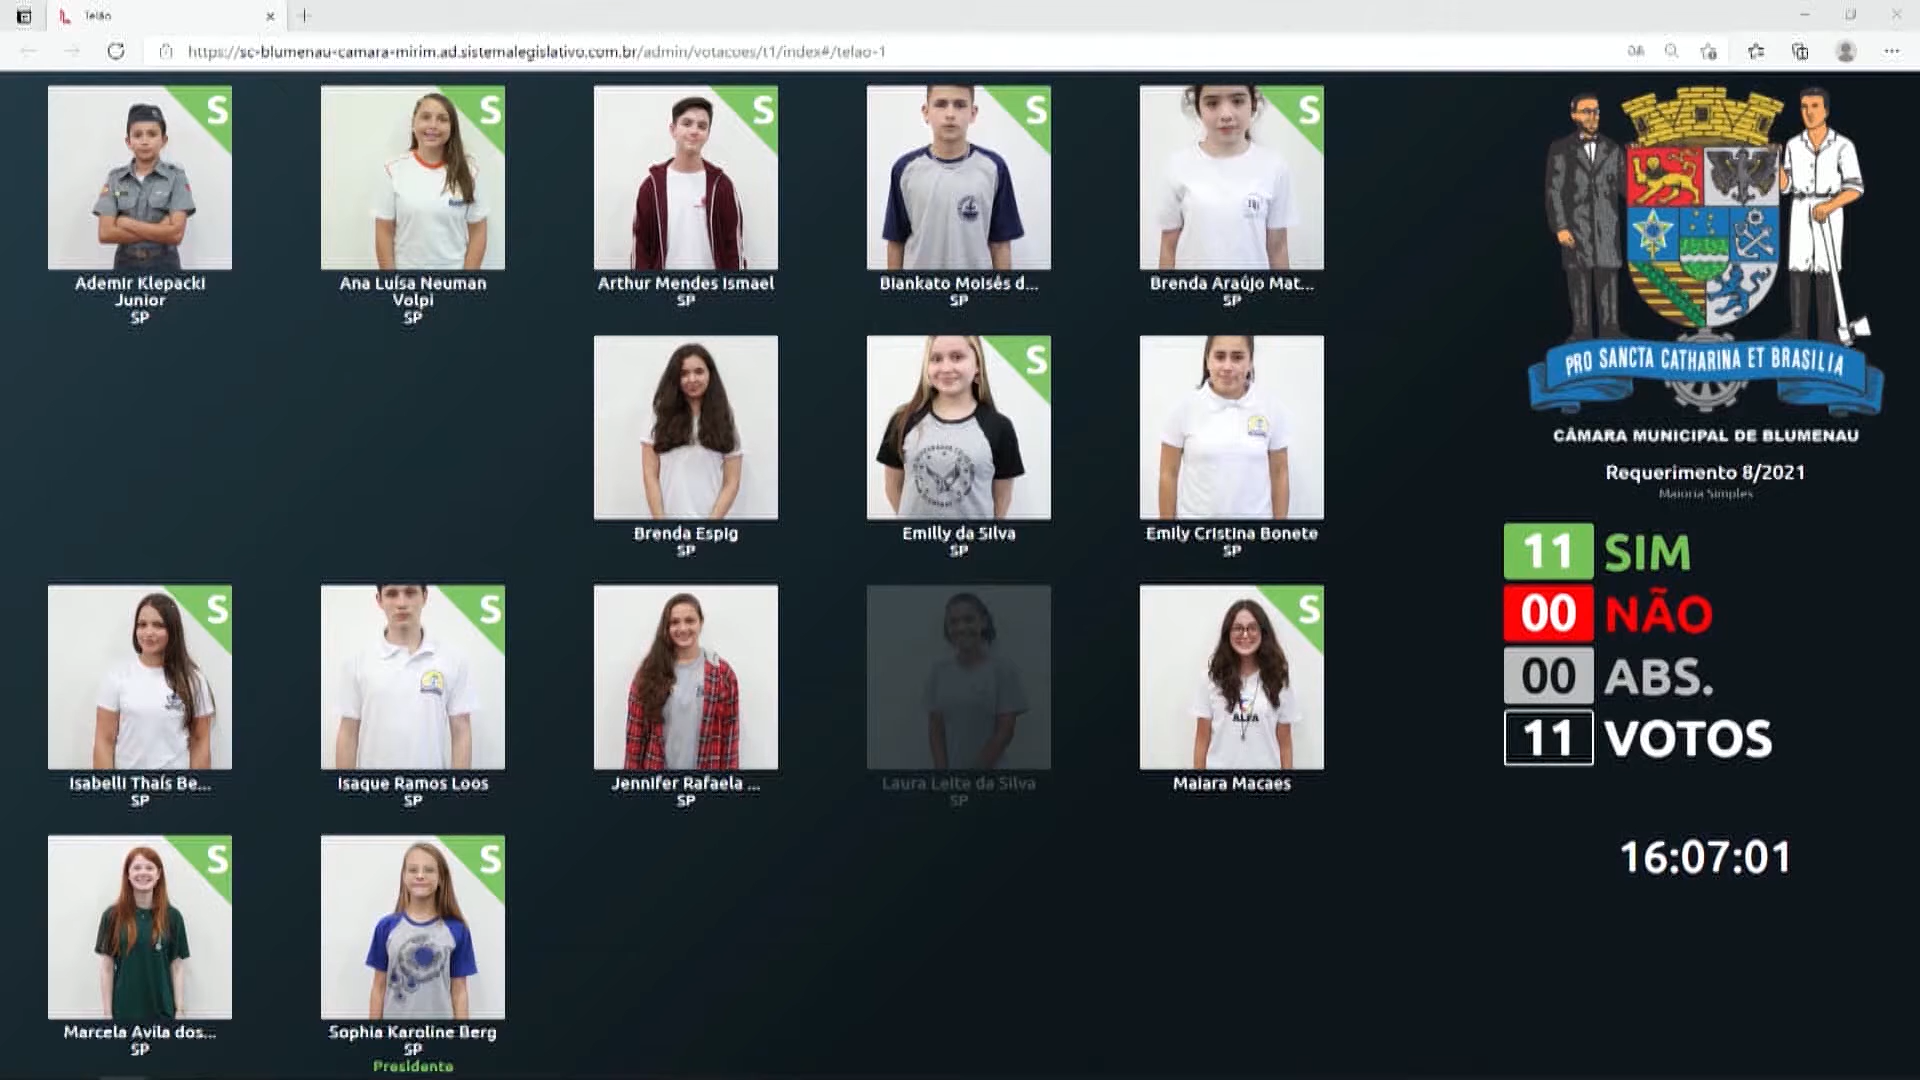 Telão
https://sc-blumenau-camara-mirim.ad.sistemalegislativo.com.br/admin/votacoes/t1/index#/telao-1
S
S
S
S
S
Ademir Klepacki
Junior
SP
Ana Luísa Neuman
Volpi
SP
Arthur Mendes Ismael
SP
Biankato Moisés d...
SP
Brenda Araújo Mat...
SP
PRO SANCTA CATHARINA ET BRASILIA
CÂMARA MUNICIPAL DE BLUMENAU
Requerimento 8/2021
Maioria Simples
S
Brenda Espig
SP
Emilly da Silva
SP
Emily Cristina Bonete
SP
11 SIM
00 NÃO
00 ABS.
11 VOTOS
S
S
S
ALFA
Isabelli Thaís Be...
SP
Isaque Ramos Loos
SP
Jennifer Rafaela ...
SP
Laura Leite da Silva
SP
Maiara Macaes
16:07:01
S
S
Marcela Avila dos...
SP
Sophia Karoline Berg
SP
Presidente